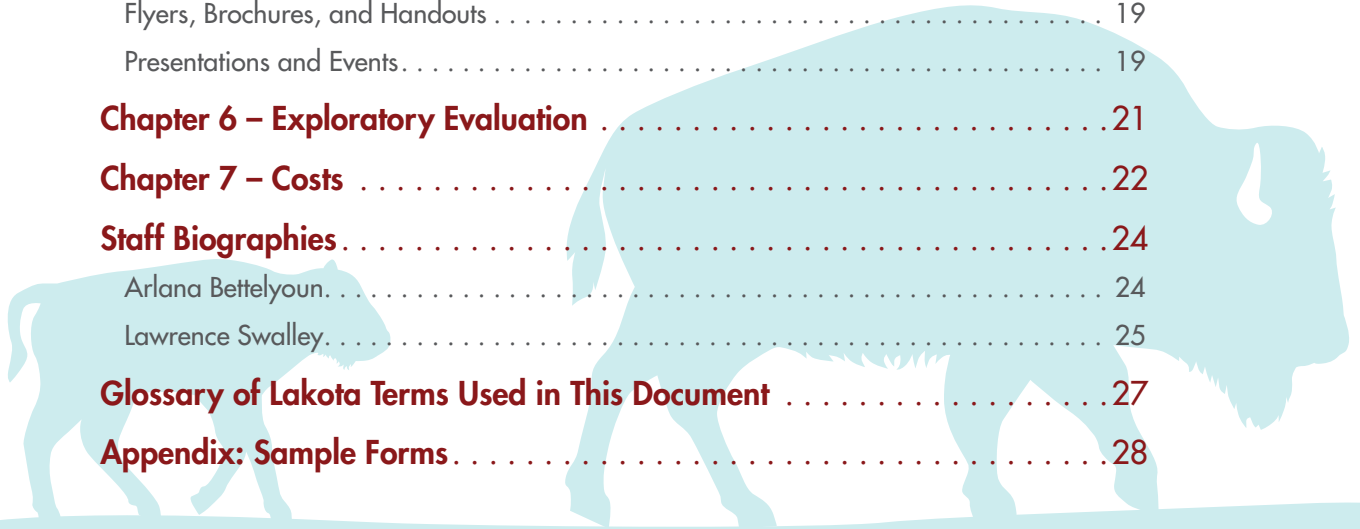 Flyers, Brochures, and Handouts . . . . . . . . . . . . . . . . . . . . . . . . . . . . . . . . . . . . . . . . 19
Presentations and Events . . . . . . . . . . . . . . . . . . . . . . . . . . . . . . . . . . . . . . . . . . . . . 19
Chapter 6 – Exploratory Evaluation . . . . . . . . . . . . . . . . . . . . . . . . . . . . 21
Chapter 7 – Costs . . . . . . . . . . . . . . . . . . . . . . . . . . . . . . . . . . . . . . . . . 22
Staff Biographies . . . . . . . . . . . . . . . . . . . . . . . . . . . . . . . . . . . . . . . . . . 24
Arlana Bettelyoun. . . . . . . . . . . . . . . . . . . . . . . . . . . . . . . . . . . . . . . . . . . . . . . . . 24
Lawrence Swalley. . . . . . . . . . . . . . . . . . . . . . . . . . . . . . . . . . . . . . . . . . . . . . . . . 25
Glossary of Lakota Terms Used in This Document . . . . . . . . . . . . . . . . . . 27
Appendix: Sample Forms . . . . . . . . . . . . . . . . . . . . . . . . . . . . . . . . . . . . 28